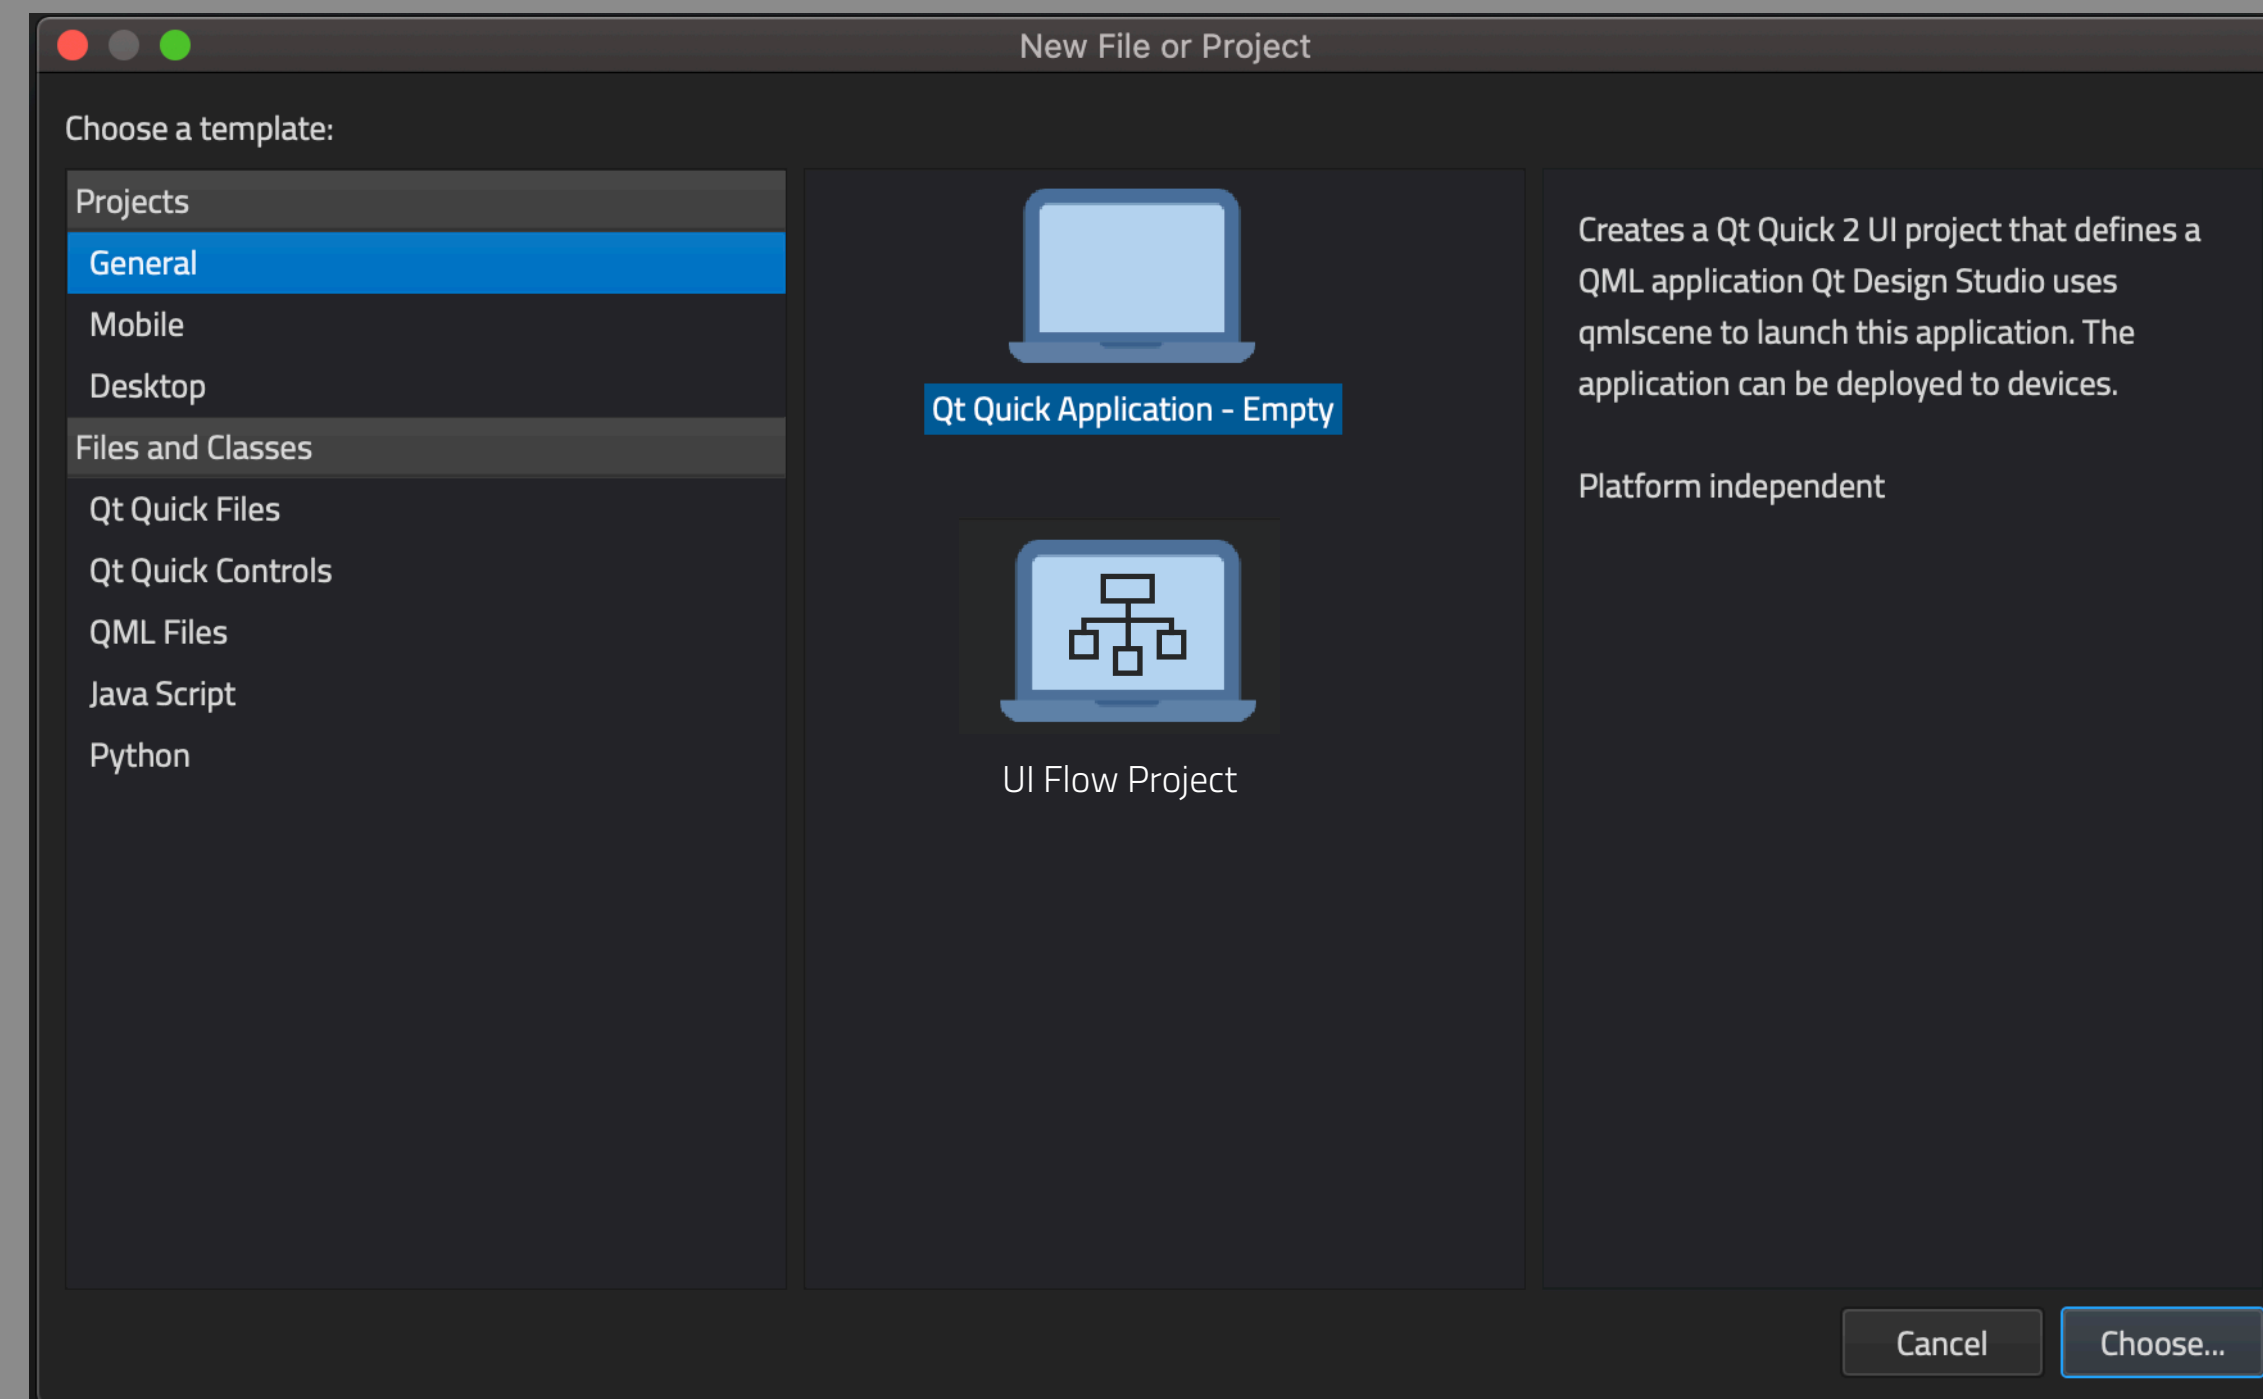 New File or Project
Choose a template:
Projects
General
Mobile
Desktop
Files and Classes
Qt Quick Files
Qt Quick Controls
QML Files
Java Script
Python
Qt Quick Application - Empty
UI Flow Project
Creates a Qt Quick 2 UI project that defines a
QML application Qt Design Studio uses
qmlscene to launch this application. The
application can be deployed to devices.
Platform independent
Cancel
Choose...